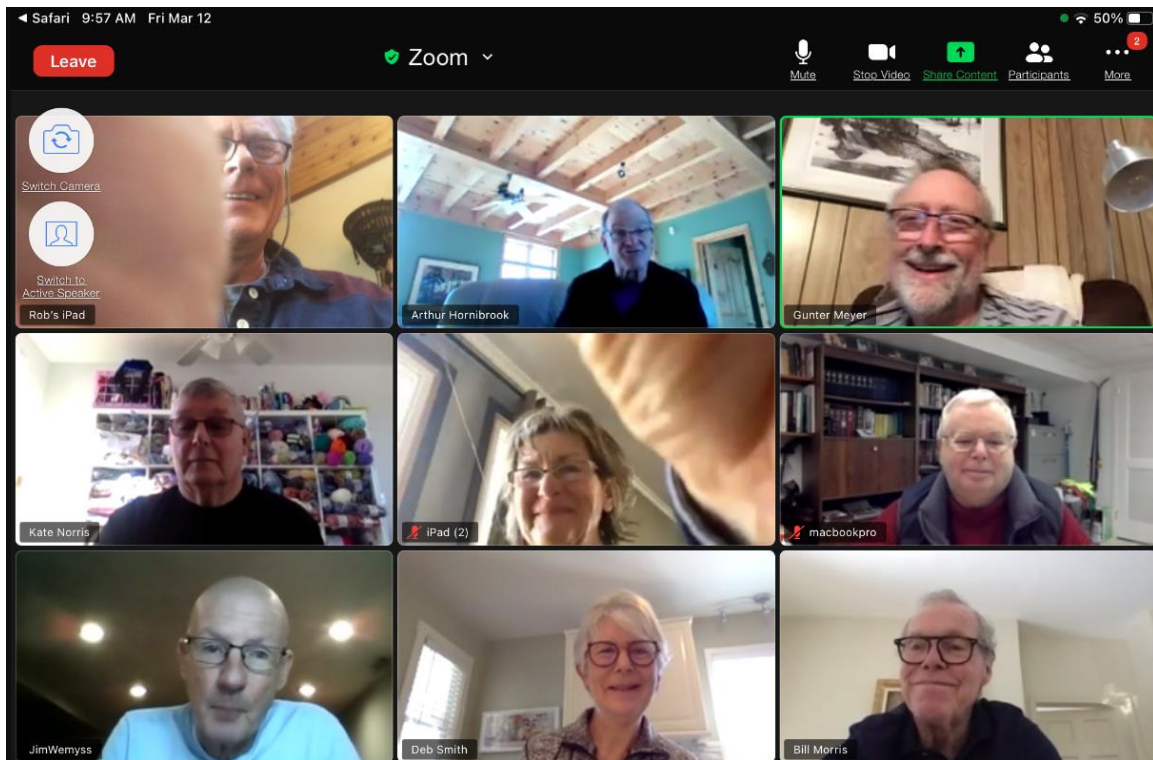 ◀ Safari 9:57 AM Fri Mar 12
50%
Leave
Zoom
2
Mute Stop Video Share Content Participants More
Switch Camera
Switch to
Active Speaker
Rob's iPad
Arthur Hornibrook
Gunter Meyer
Kate Norris
iPad (2)
macbookpro
JimWemyss
Deb Smith
Bill Morris